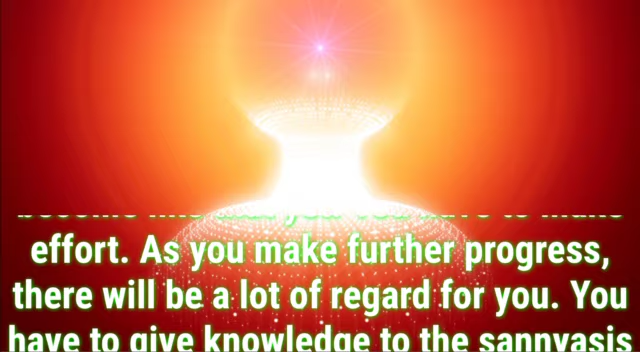 effort. As you make further progress,
there will be a lot of regard for you. You
have to give knowledge to the sannyasis